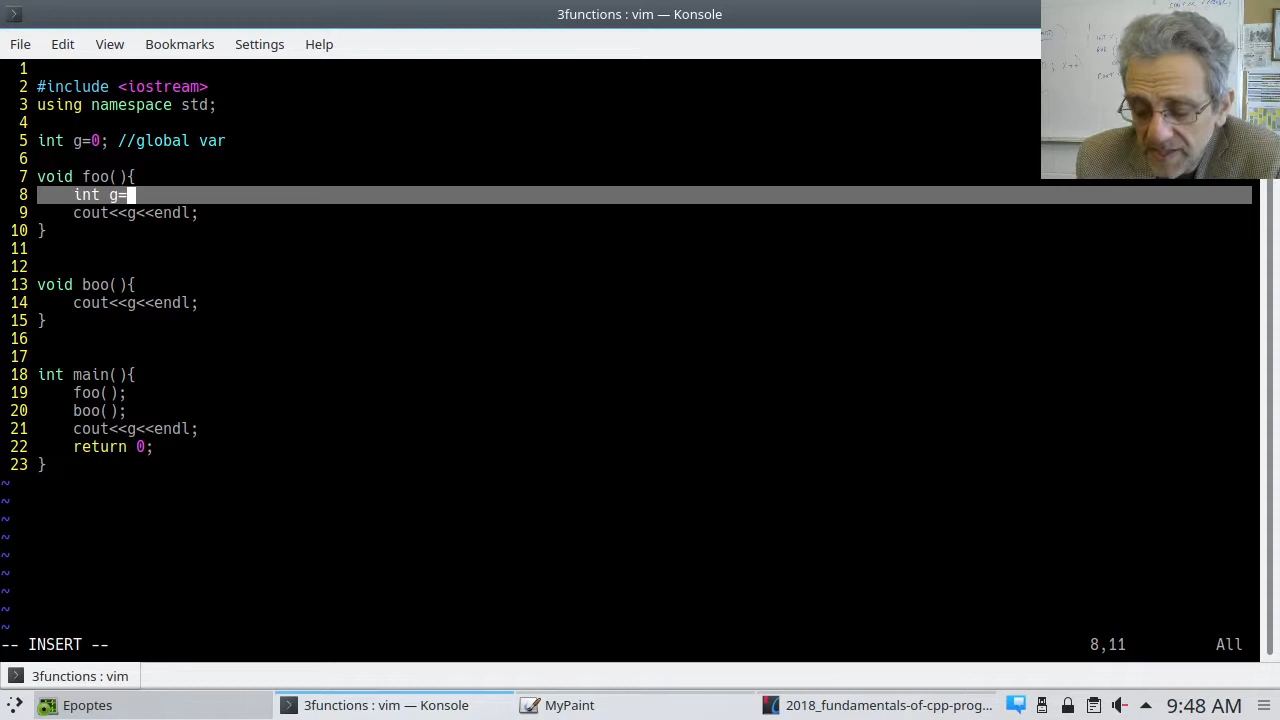 3functions : vim — Konsole
File Edit View Bookmarks Settings Help
1
2 #include <iostream>
3 using namespace std;
4
5 int g=0; //global var
6
7 void foo(){
8 int g=
9 cout<<g<<endl;
10 }
11
12
13 void boo(){
14 cout<<g<<endl;
15 }
16
17
18 int main(){
19 foo();
20 boo();
21 cout<<g<<endl;
22 return 0;
23 }
~
~
~
~
~
~
~
~
~
-- INSERT -- 8,11 All
3functions : vim
Epoptes 3functions : vim — Konsole MyPaint 2018_fundamentals-of-cpp-prog... 9:48 AM